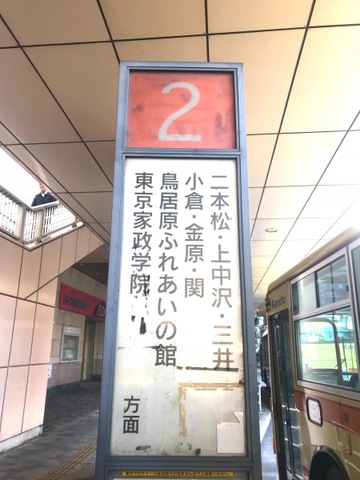 2
二本松・上中沢・三井
小倉・金原・関
鳥居原ふれあいの館
東京家政学院
方面